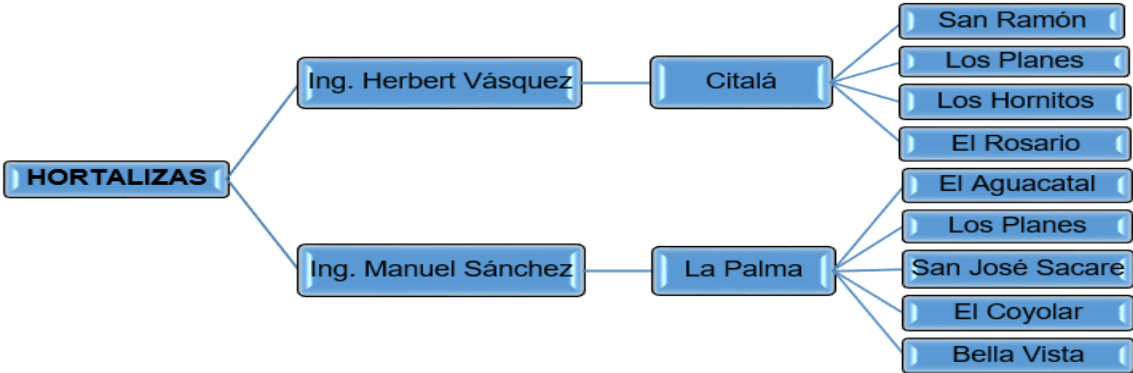 HORTALIZAS
Ing. Herbert Vásquez
Citalá
San Ramón
Los Planes
Los Hornitos
El Rosario
Ing. Manuel Sánchez
La Palma
El Aguacatal
Los Planes
San José Sacare
El Coyolar
Bella Vista